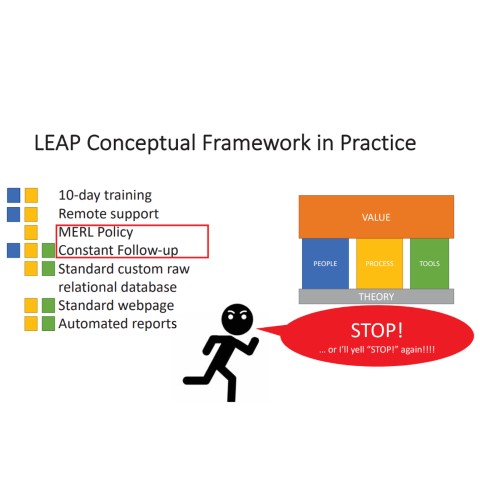 LEAP Conceptual Framework in Practice
10-day training
Remote support
MERL Policy
Constant Follow-up
Standard custom raw
relational database
Standard webpage
Automated reports
VALUE
PEOPLE
PROCESS
TOOLS
THEORY
STOP!
... or I'll yell "STOP!" again!!!!